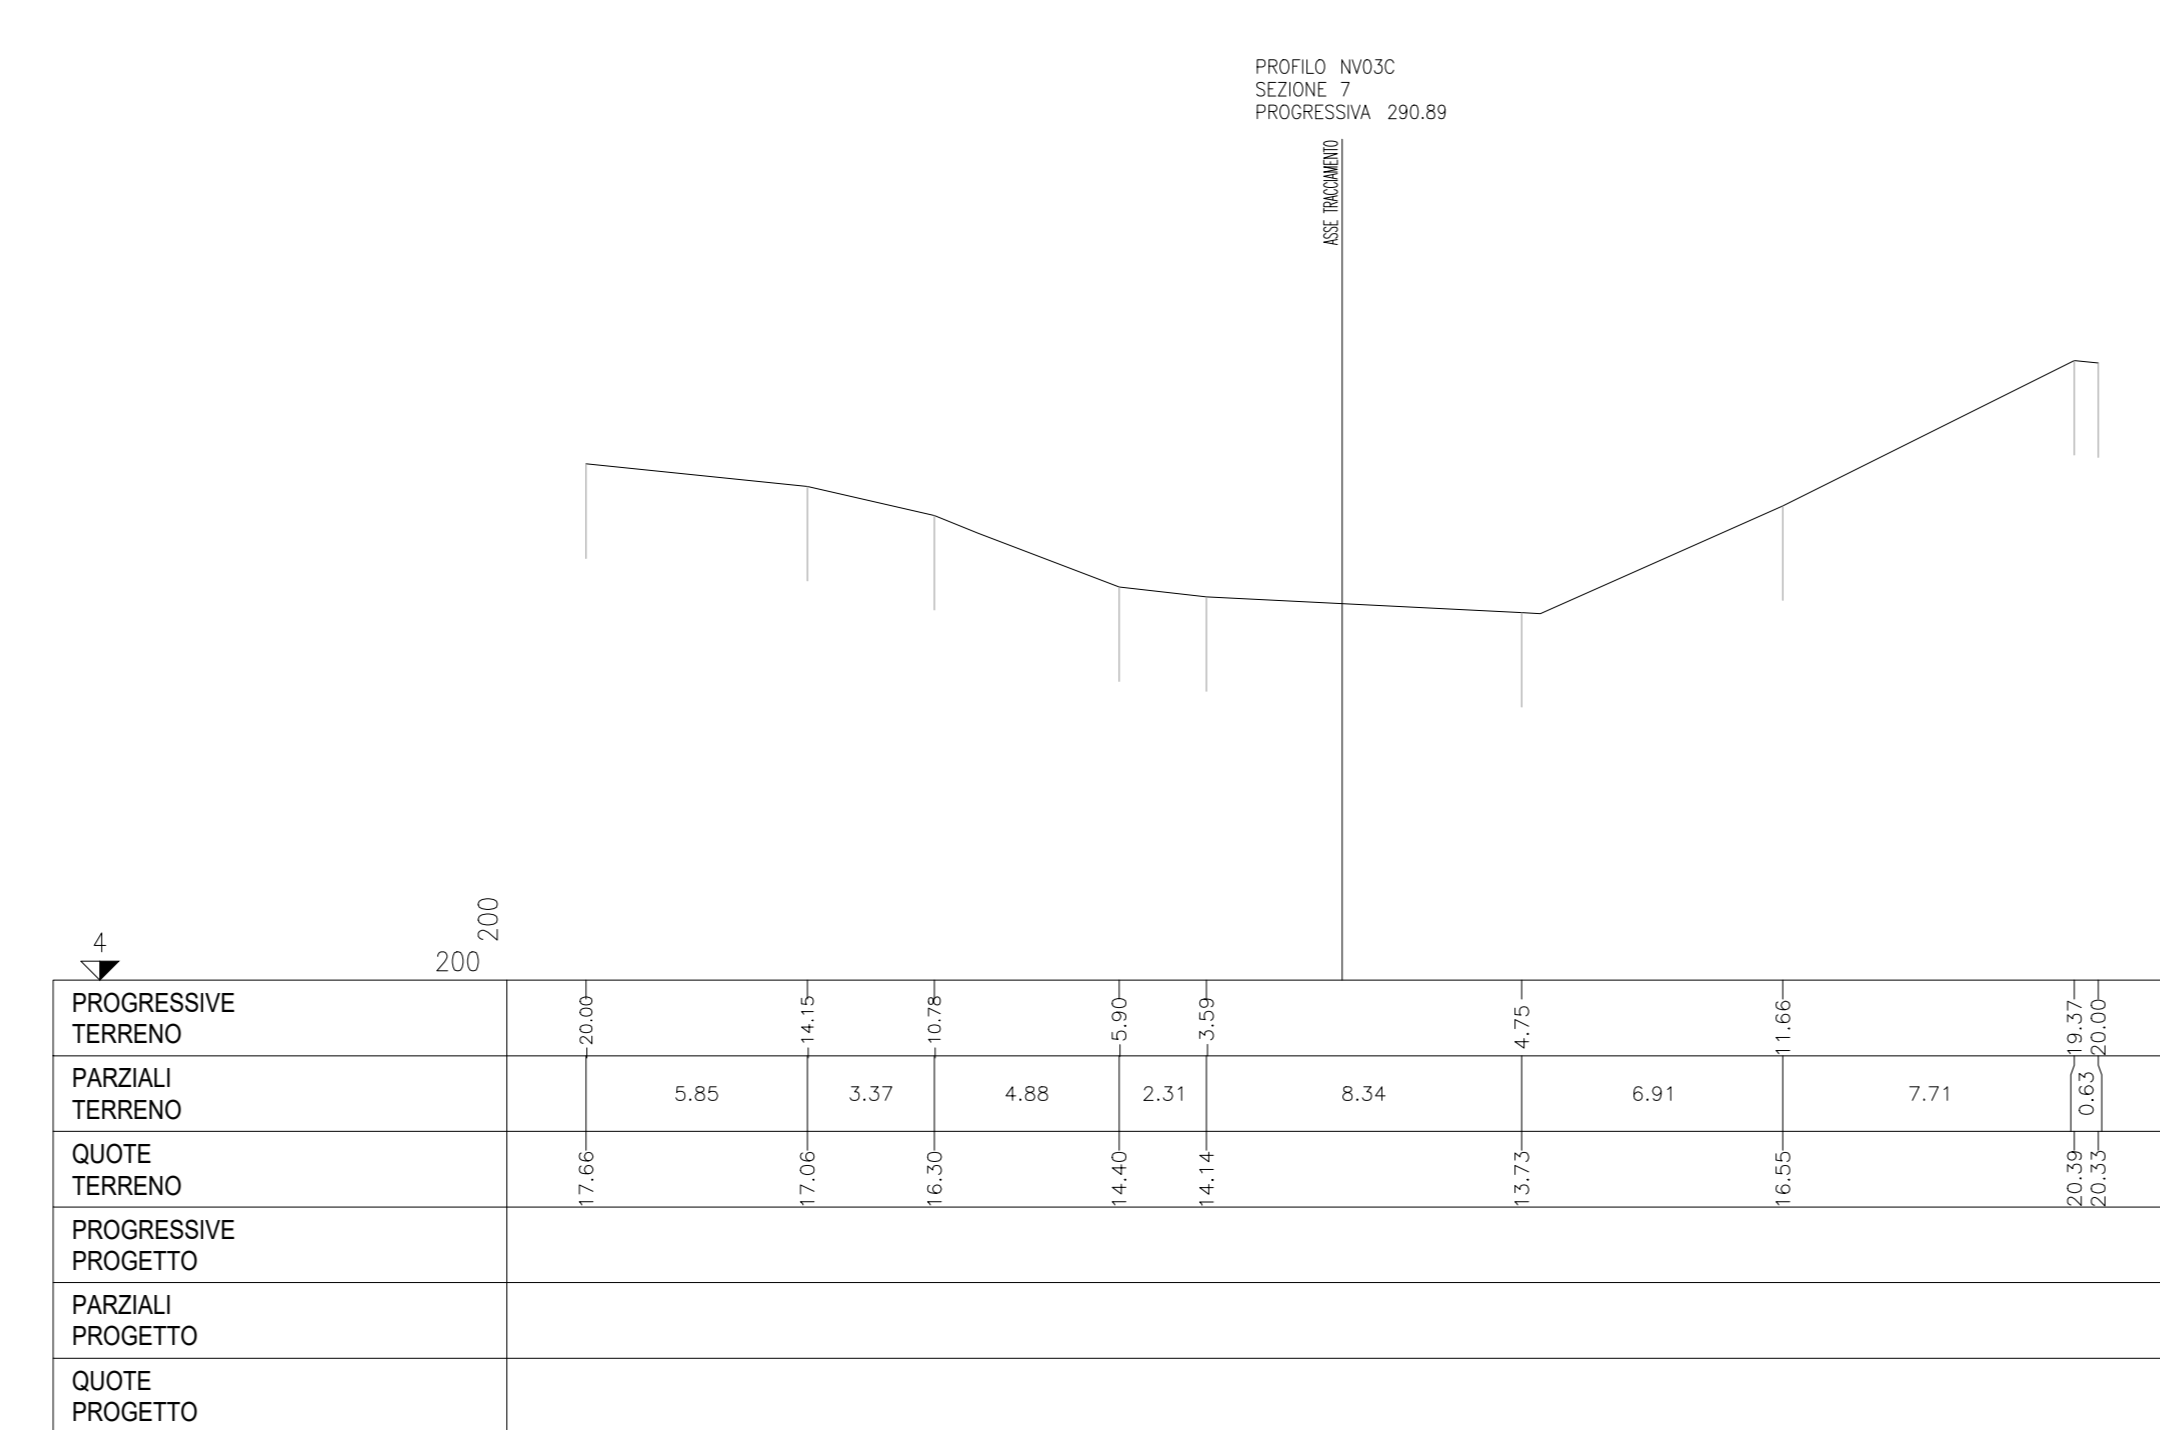 PROFILO NV03C
SEZIONE 7
PROGRESSIVA 290.89
ASSE TRACCIAMENTO
200
4
200
PROGRESSIVE
TERRENO
-20.00 -14.15 -10.78 -5.90 -3.59 4.75 11.66 19.37 20.00
PARZIALI
TERRENO
5.85 3.37 4.88 2.31 8.34 6.91 7.71 0.63
QUOTE
TERRENO
17.66 17.06 16.30 14.40 14.14 13.73 16.55 20.39 20.33
PROGRESSIVE
PROGETTO
PARZIALI
PROGETTO
QUOTE
PROGETTO